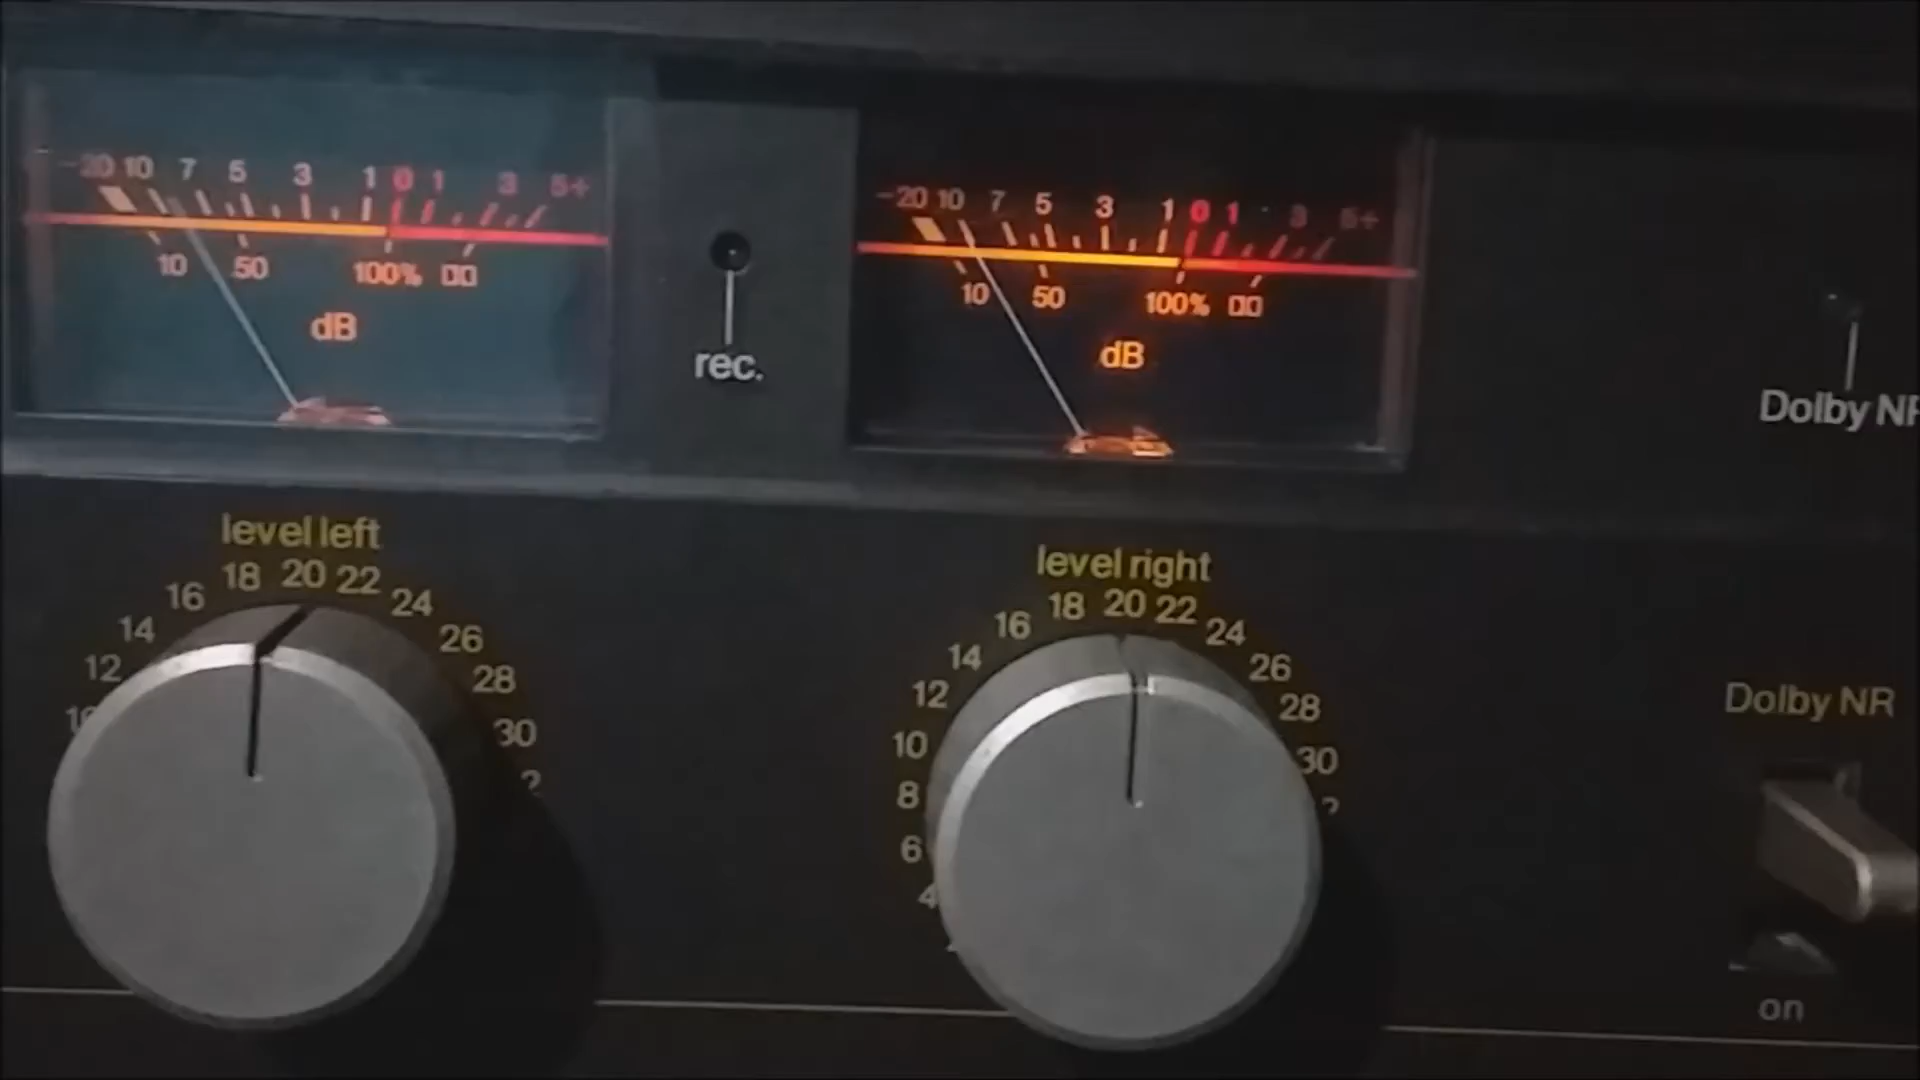 -20 10 7 5 3 1 0 1 3 5+
10 50 100%
dB
rec.
-20 10 7 5 3 1 0 1 3 5+
10 50 100%
dB
Dolby NR
level left
12 14 16 18 20 22 24 26 28 30
level right
4 6 8 10 12 14 16 18 20 22 24 26 28 30
Dolby NR
on